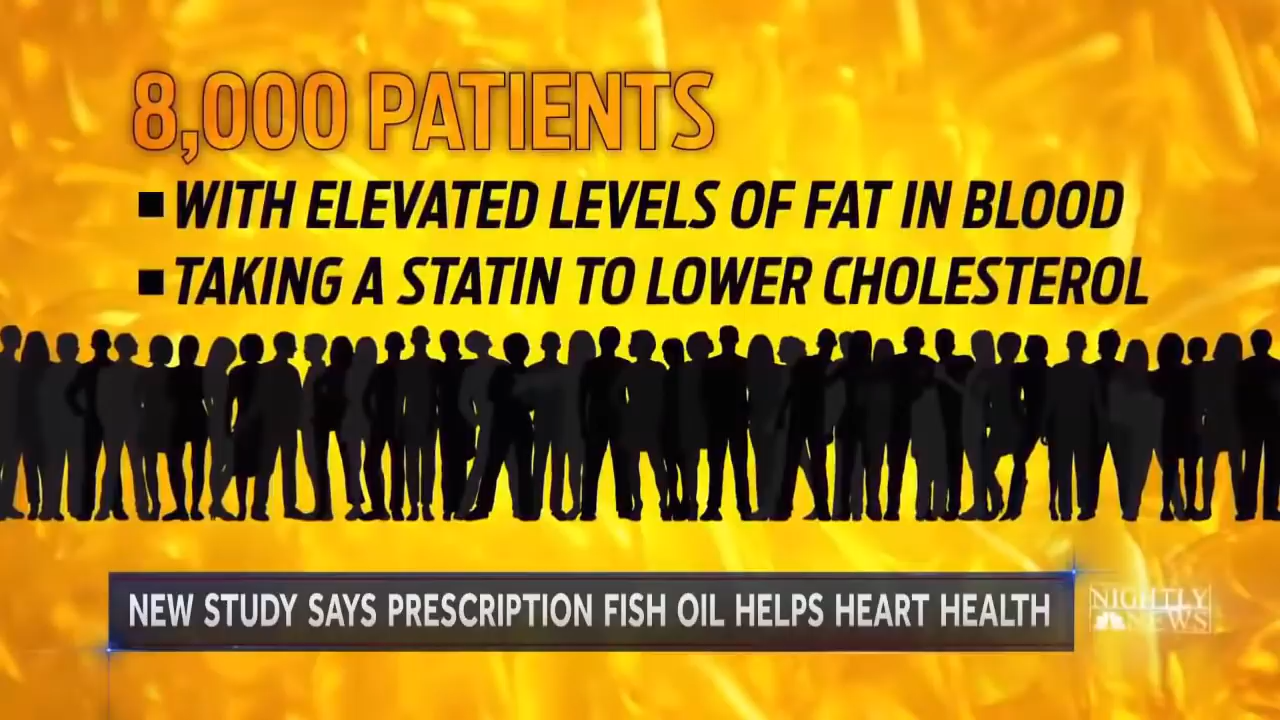 8,000 PATIENTS
▪ WITH ELEVATED LEVELS OF FAT IN BLOOD
▪ TAKING A STATIN TO LOWER CHOLESTEROL
NEW STUDY SAYS PRESCRIPTION FISH OIL HELPS HEART HEALTH
NIGHTLY
NEWS